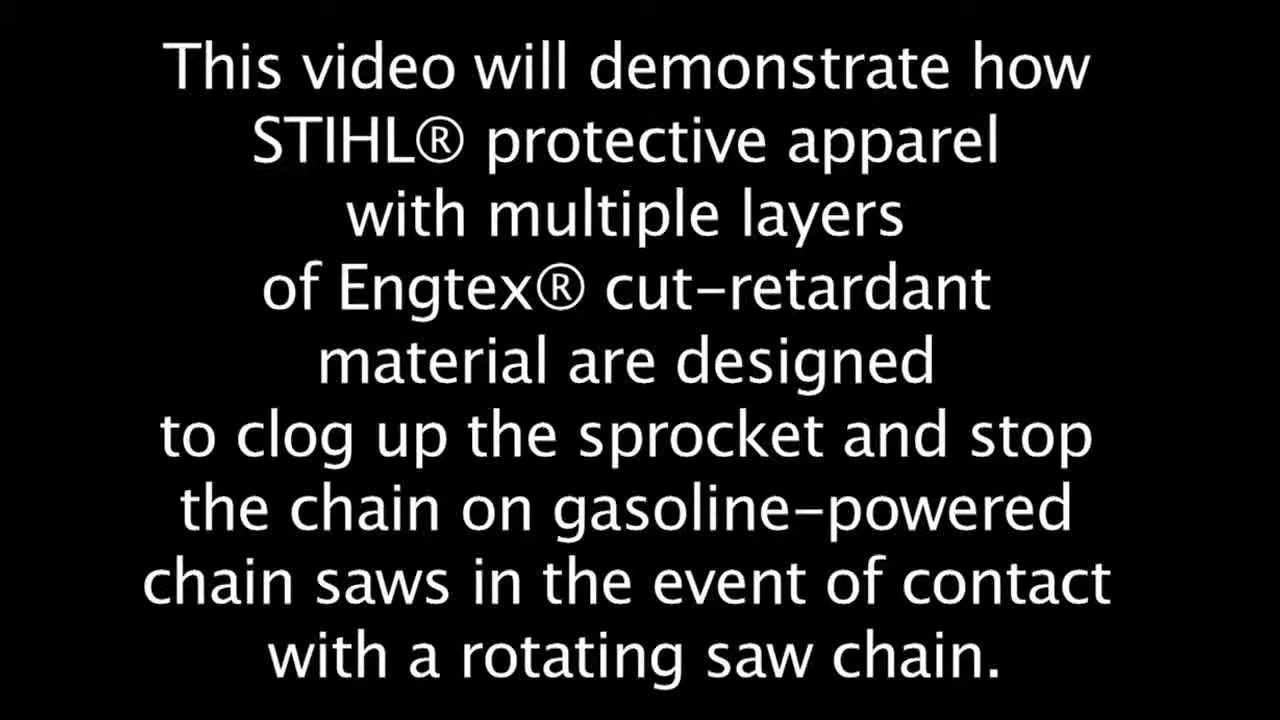 This video will demonstrate how
STIHL® protective apparel
with multiple layers
of Engtex® cut-retardant
material are designed
to clog up the sprocket and stop
the chain on gasoline-powered
chain saws in the event of contact
with a rotating saw chain.